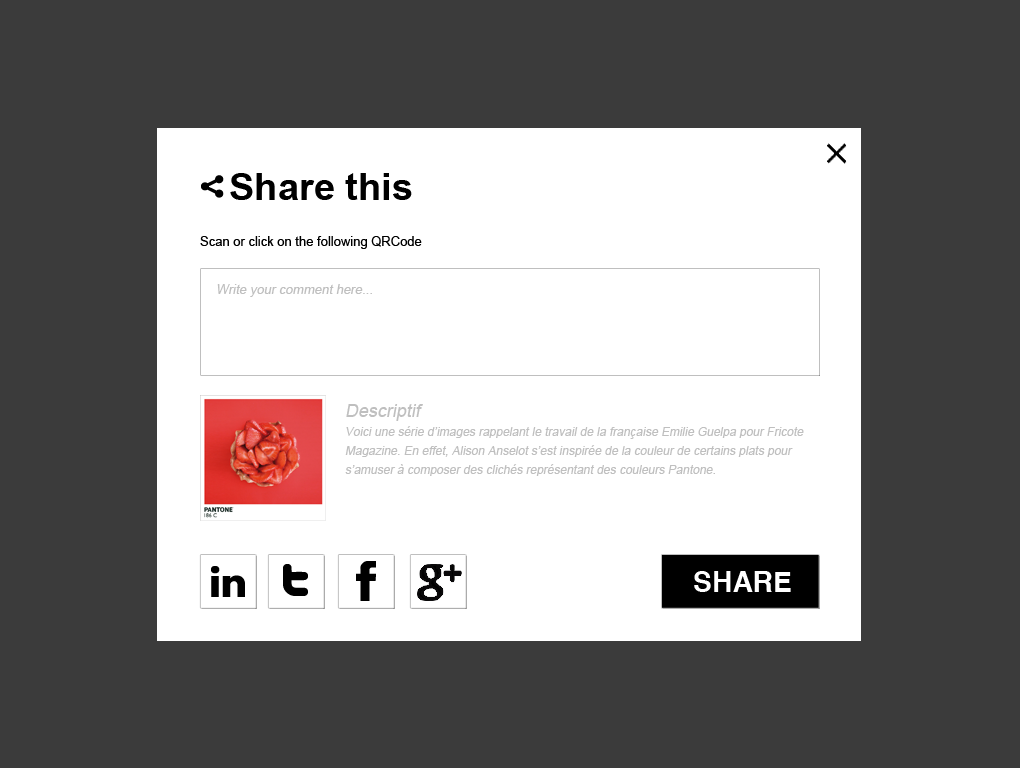 Share this
Scan or click on the following QRCode
Write your comment here...
Descriptif
Voici une série d'images rappelant le travail de la française Emilie Guelpa pour Fricote
Magazine. En effet, Alison Anselot s'est inspirée de la couleur de certains plats pour
s'amuser à composer des clichés représentant des couleurs Pantone.
PANTONE
186 C
in t f g+
SHARE